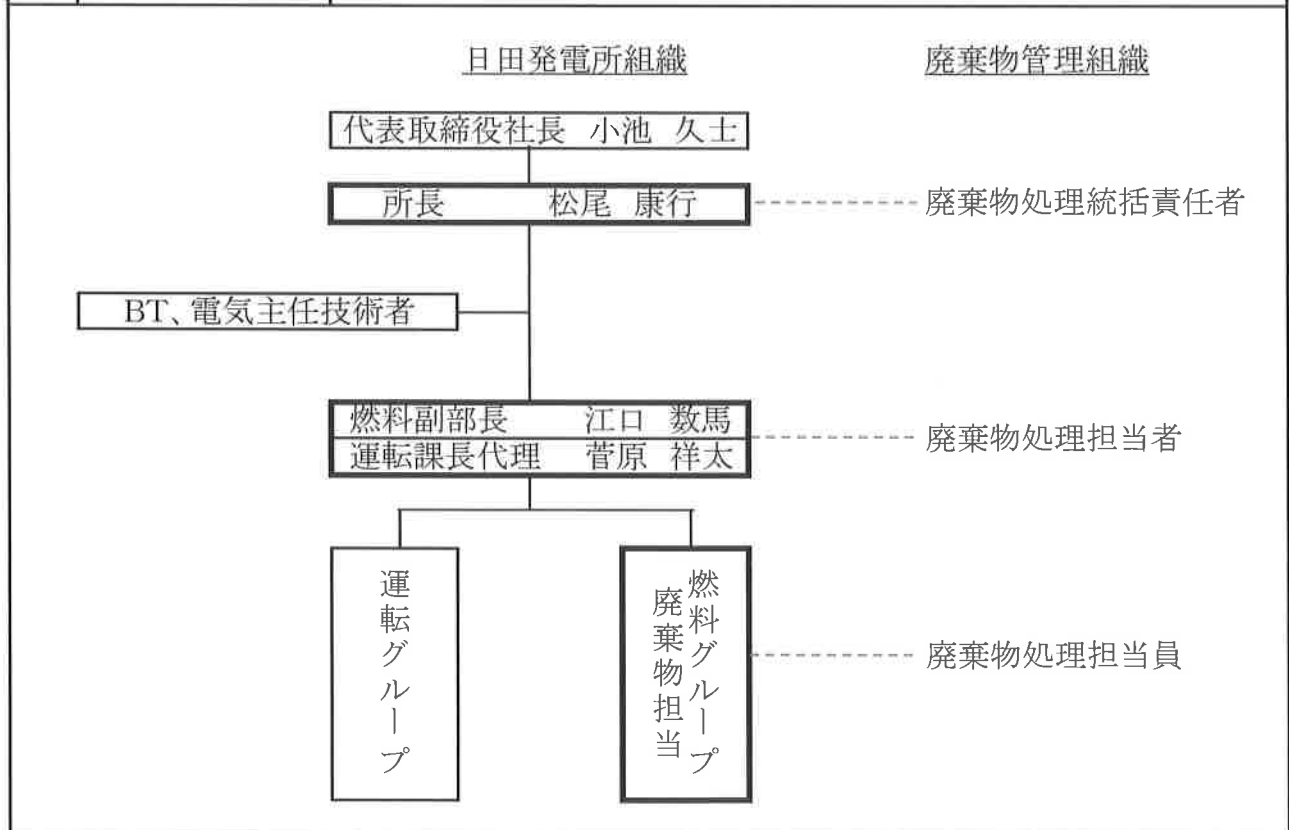 日田発電所組織 廃棄物管理組織
代表取締役社長 小池 久士
所長 松尾 康行 廃棄物処理統括責任者
BT、電気主任技術者
燃料副部長 江口 数馬
運転課長代理 菅原 祥太
廃棄物処理担当者
運転グループ
燃料グループ
廃棄物担当
廃棄物処理担当員